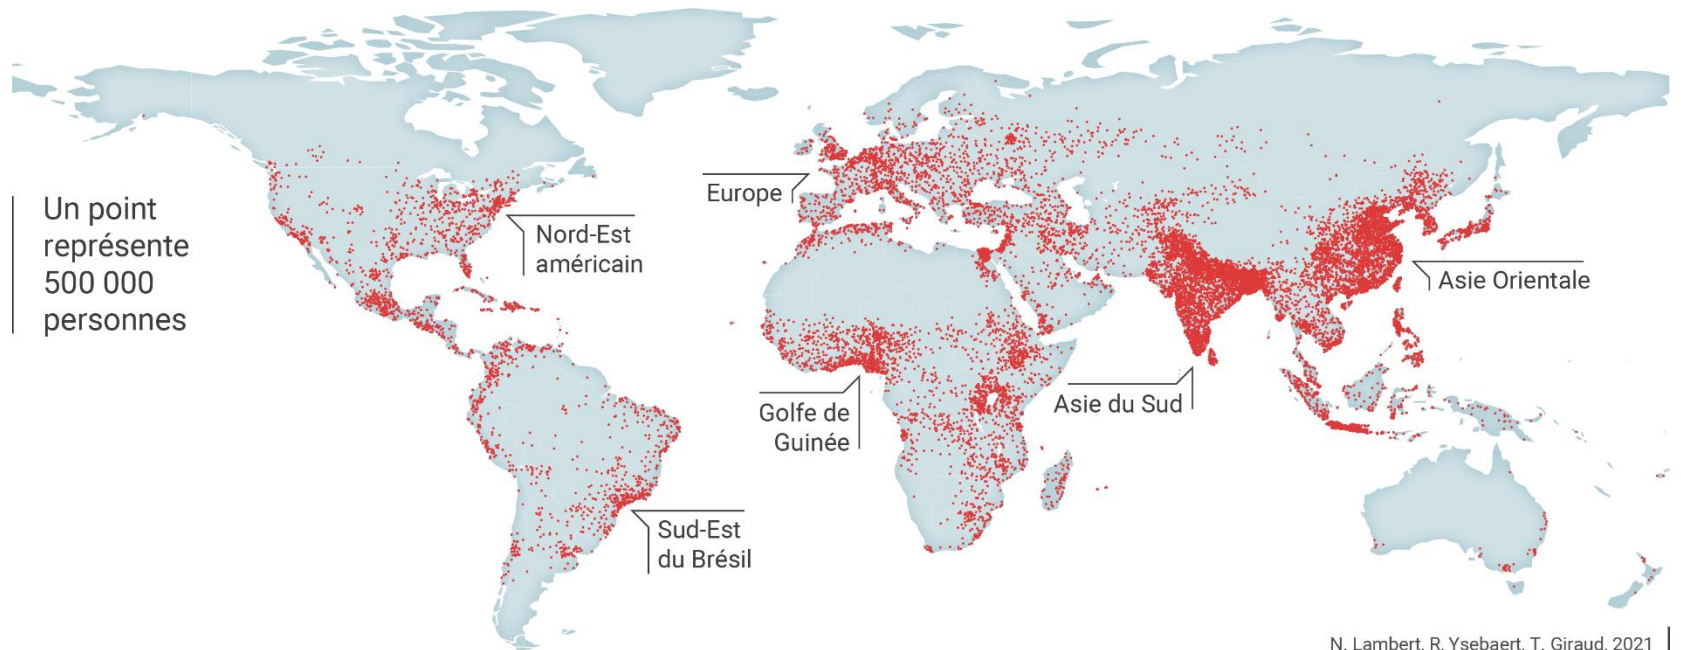 Un point
représente
500 000
personnes
Nord-Est
américain
Europe
Asie Orientale
Golfe de
Guinée
Asie du Sud
Sud-Est
du Brésil
N. Lambert, R. Ysebaert, T. Giraud, 2021